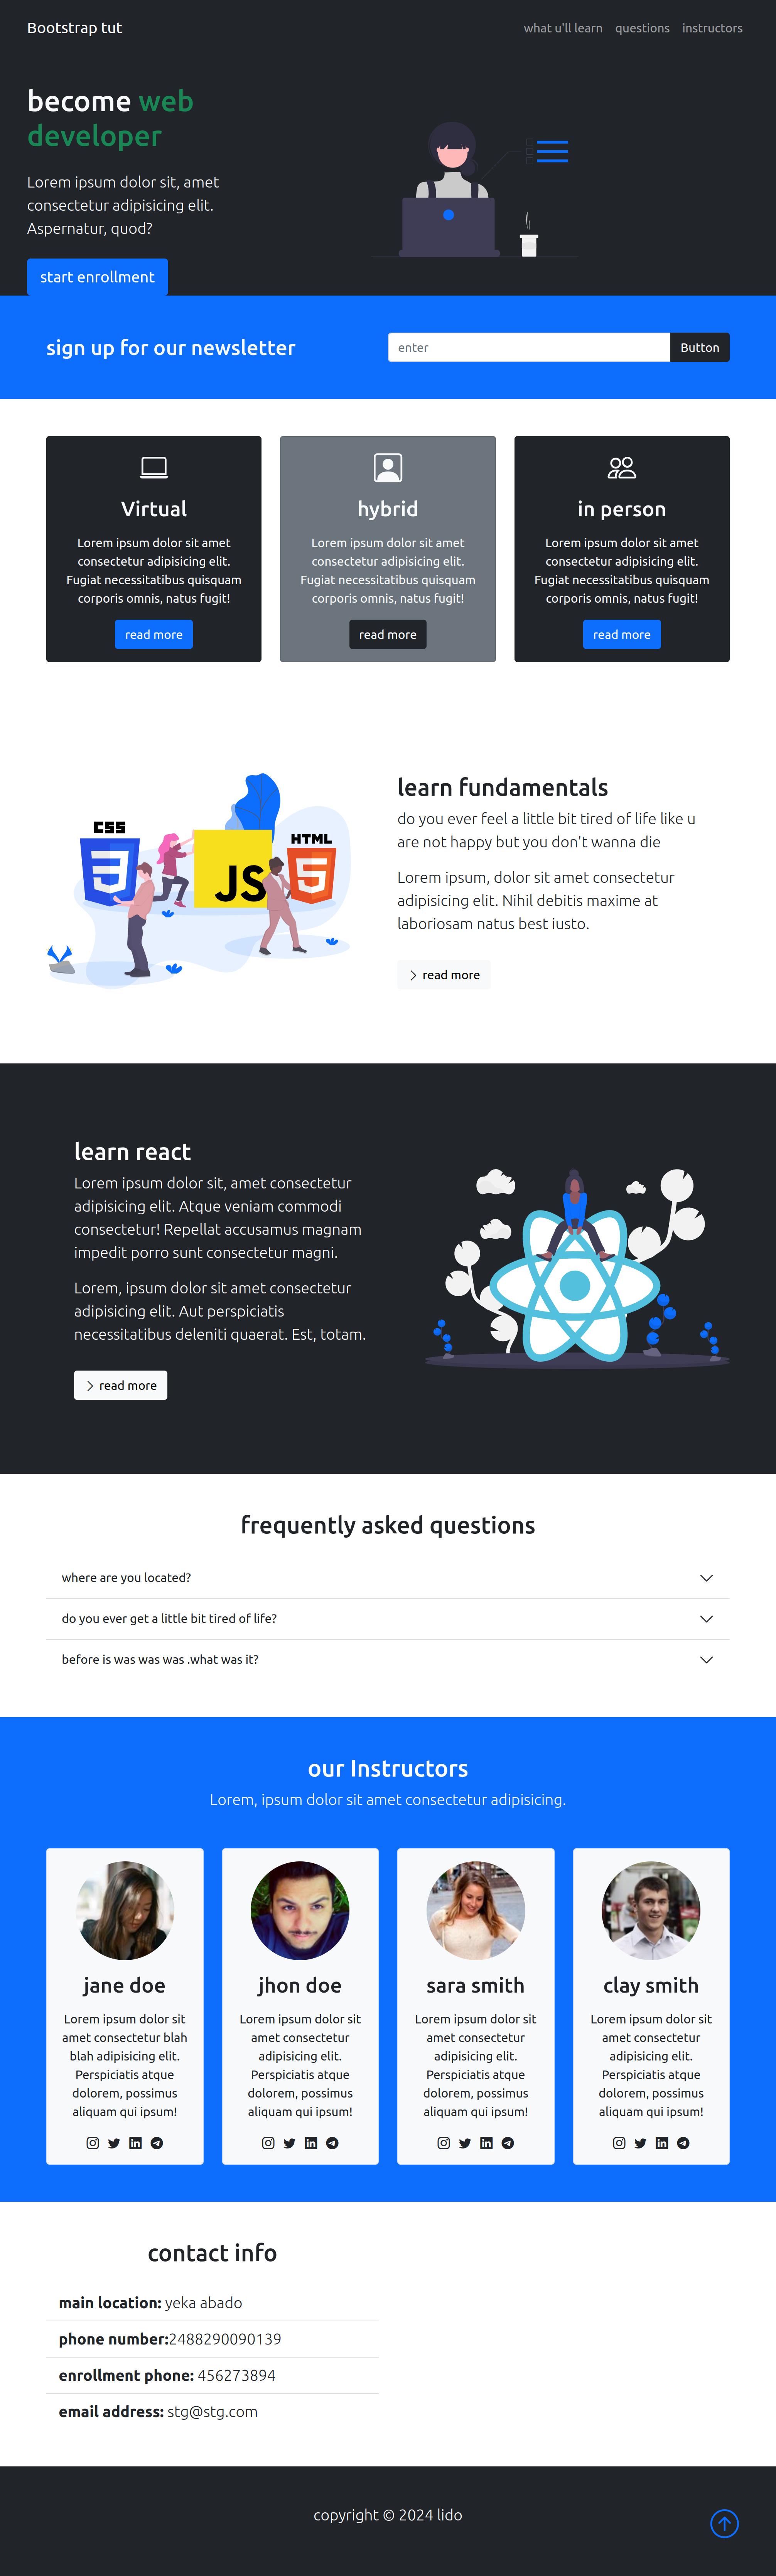 Bootstrap tut
what u'll learn questions instructors
become web
developer
Lorem ipsum dolor sit, amet
consectetur adipisicing elit.
Aspernatur, quod?
start enrollment
sign up for our newsletter
enter
Button
Virtual
Lorem ipsum dolor sit amet
consectetur adipisicing elit.
Fugiat necessitatibus quisquam
corporis omnis, natus fugit!
read more
hybrid
Lorem ipsum dolor sit amet
consectetur adipisicing elit.
Fugiat necessitatibus quisquam
corporis omnis, natus fugit!
read more
in person
Lorem ipsum dolor sit amet
consectetur adipisicing elit.
Fugiat necessitatibus quisquam
corporis omnis, natus fugit!
read more
CSS
3
JS
HTML
5
learn fundamentals
do you ever feel a little bit tired of life like u
are not happy but you don't wanna die
Lorem ipsum, dolor sit amet consectetur
adipisicing elit. Nihil debitis maxime at
laboriosam natus best iusto.
read more
learn react
Lorem ipsum dolor sit, amet consectetur
adipisicing elit. Atque veniam commodi
consectetur! Repellat accusamus magnam
impedit porro sunt consectetur magni.
Lorem, ipsum dolor sit amet consectetur
adipisicing elit. Aut perspiciatis
necessitatibus deleniti quaerat. Est, totam.
read more
frequently asked questions
where are you located?
do you ever get a little bit tired of life?
before is was was was .what was it?
our Instructors
Lorem, ipsum dolor sit amet consectetur adipisicing.
jane doe
Lorem ipsum dolor sit
amet consectetur blah
blah adipisicing elit.
Perspiciatis atque
dolorem, possimus
aliquam qui ipsum!
jhon doe
Lorem ipsum dolor sit
amet consectetur
adipisicing elit.
Perspiciatis atque
dolorem, possimus
aliquam qui ipsum!
sara smith
Lorem ipsum dolor sit
amet consectetur
adipisicing elit.
Perspiciatis atque
dolorem, possimus
aliquam qui ipsum!
clay smith
Lorem ipsum dolor sit
amet consectetur
adipisicing elit.
Perspiciatis atque
dolorem, possimus
aliquam qui ipsum!
contact info
main location: yeka abado
phone number:2488290090139
enrollment phone: 456273894
email address: stg@stg.com
copyright © 2024 lido